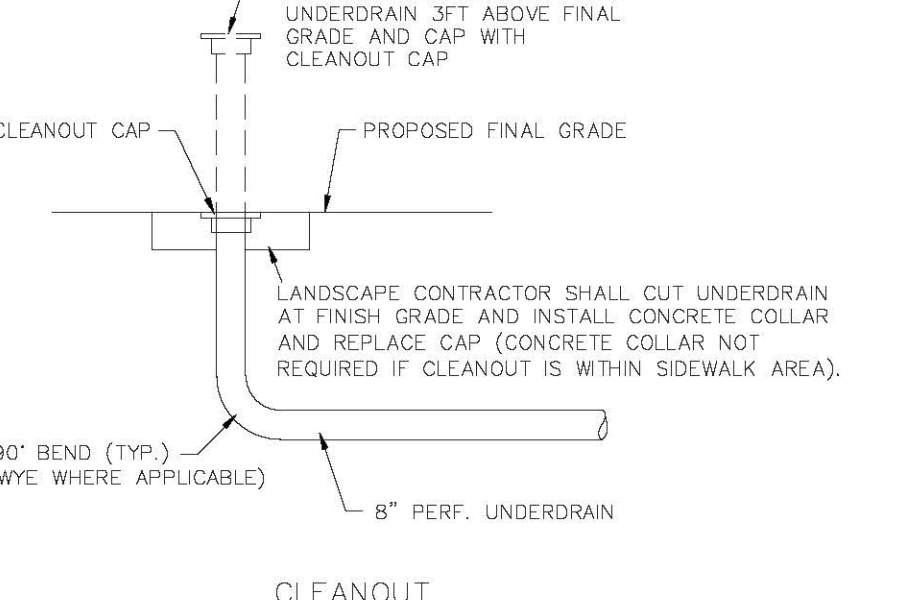 UNDERDRAIN 3FT ABOVE FINAL
GRADE AND CAP WITH
CLEANOUT CAP
CLEANOUT CAP
PROPOSED FINAL GRADE
LANDSCAPE CONTRACTOR SHALL CUT UNDERDRAIN
AT FINISH GRADE AND INSTALL CONCRETE COLLAR
AND REPLACE CAP (CONCRETE COLLAR NOT
REQUIRED IF CLEANOUT IS WITHIN SIDEWALK AREA).
90° BEND (TYP.)
WYE WHERE APPLICABLE)
8" PERF. UNDERDRAIN
CLEANOUT